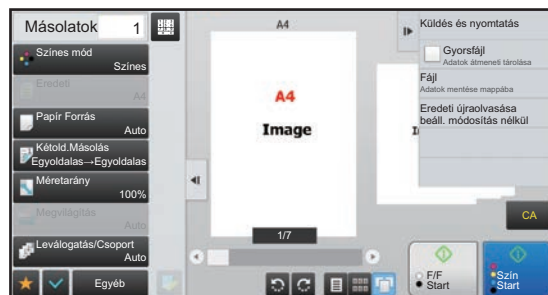 Másolatok 1
Színes mód
Színes
Eredeti
A4
Papír Forrás
Auto
Kétold.Másolás
Egyoldalas→Egyoldalas
Méretarány
100%
Megvilágítás
Auto
Leválogatás/Csoport
Auto
Egyéb
A4
A4
Image
1/7
Küldés és nyomtatás
Gyorsfájl
Adatok átmeneti tárolása
Fájl
Adatok mentése mappába
Eredeti újraolvasása
beáll. módosítás nélkül
CA
F/F
Start
Szín
Start